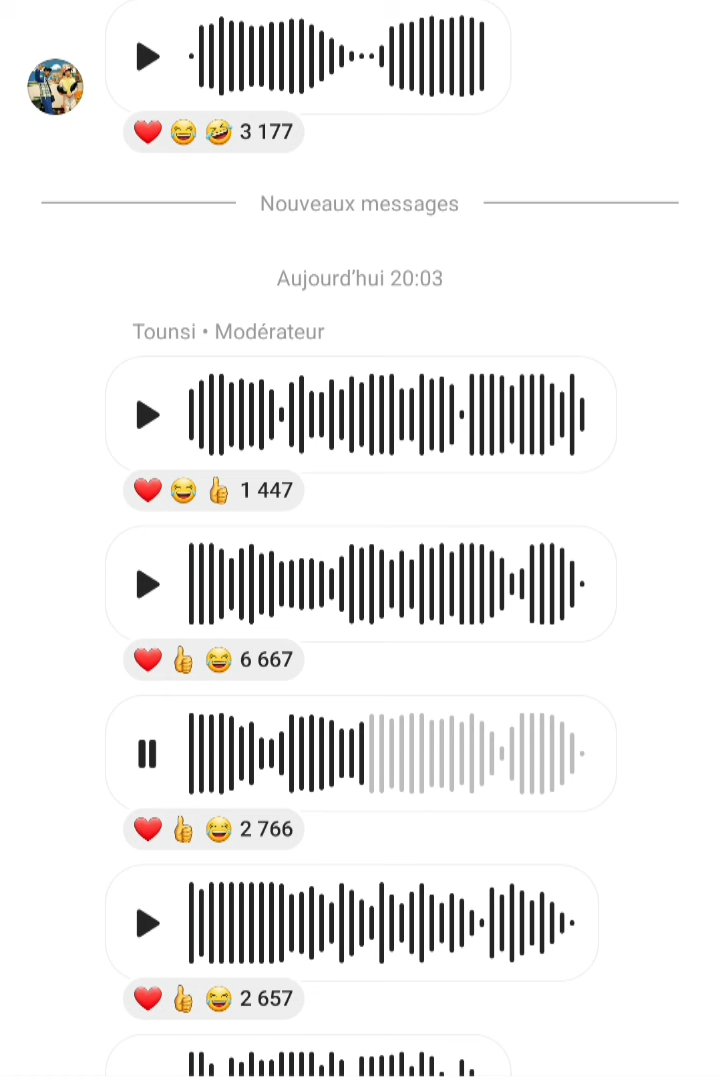 ❤️ 😂 🤣 3 177
Nouveaux messages
Aujourd’hui 20:03
Tounsi • Modérateur
❤️ 😂 👍 1 447
❤️ 👍 😂 6 667
❤️ 👍 😂 2 766
❤️ 👍 😂 2 657